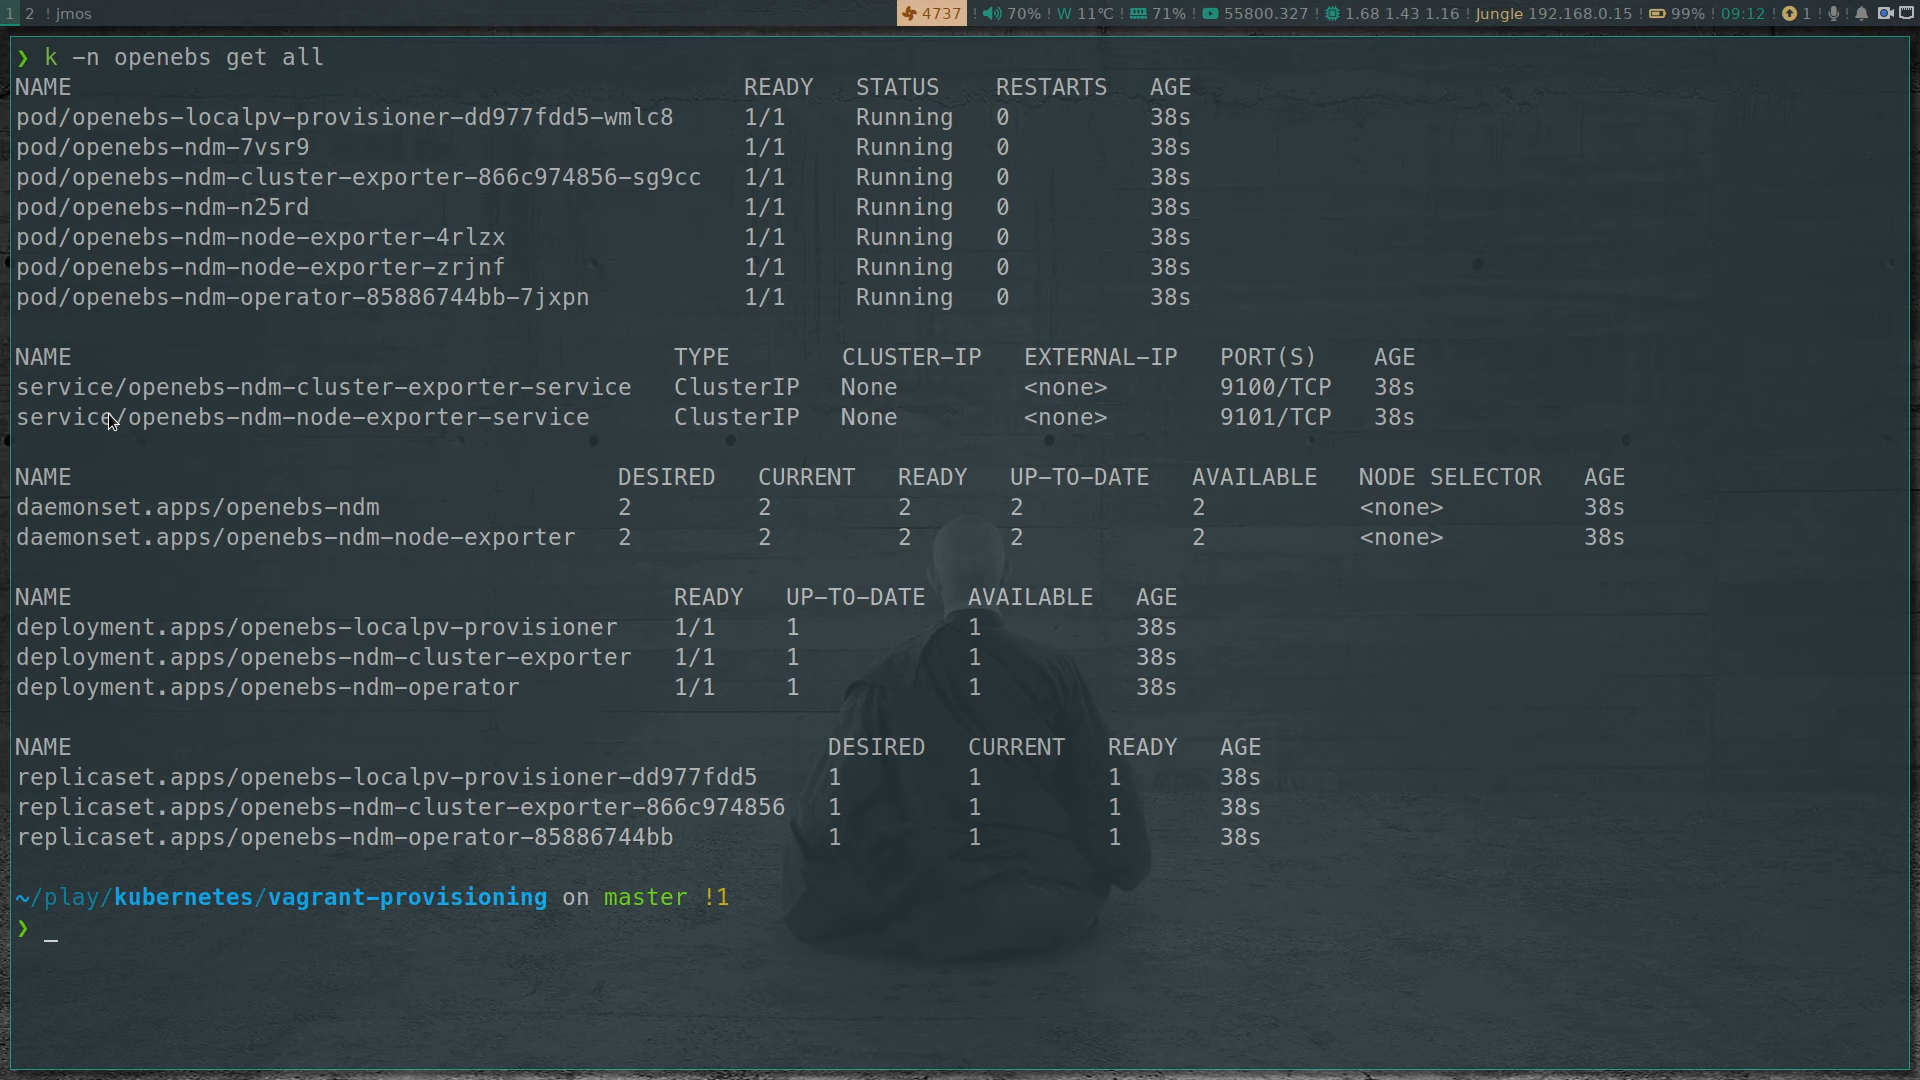 1 2 ! jmos 4737 ! 70% ! W 11℃ ! 71% ! 55800.327 ! 1.68 1.43 1.16 ! Jungle 192.168.0.15 ! 99% ! 09:12 ! 1 ! !
❯ k -n openebs get all
NAME READY STATUS RESTARTS AGE
pod/openebs-localpv-provisioner-dd977fdd5-wmlc8 1/1 Running 0 38s
pod/openebs-ndm-7vsr9 1/1 Running 0 38s
pod/openebs-ndm-cluster-exporter-866c974856-sg9cc 1/1 Running 0 38s
pod/openebs-ndm-n25rd 1/1 Running 0 38s
pod/openebs-ndm-node-exporter-4rlzx 1/1 Running 0 38s
pod/openebs-ndm-node-exporter-zrjnf 1/1 Running 0 38s
pod/openebs-ndm-operator-85886744bb-7jxpn 1/1 Running 0 38s
NAME TYPE CLUSTER-IP EXTERNAL-IP PORT(S) AGE
service/openebs-ndm-cluster-exporter-service ClusterIP None <none> 9100/TCP 38s
service/openebs-ndm-node-exporter-service ClusterIP None <none> 9101/TCP 38s
NAME DESIRED CURRENT READY UP-TO-DATE AVAILABLE NODE SELECTOR AGE
daemonset.apps/openebs-ndm 2 2 2 2 2 <none> 38s
daemonset.apps/openebs-ndm-node-exporter 2 2 2 2 2 <none> 38s
NAME READY UP-TO-DATE AVAILABLE AGE
deployment.apps/openebs-localpv-provisioner 1/1 1 1 38s
deployment.apps/openebs-ndm-cluster-exporter 1/1 1 1 38s
deployment.apps/openebs-ndm-operator 1/1 1 1 38s
NAME DESIRED CURRENT READY AGE
replicaset.apps/openebs-localpv-provisioner-dd977fdd5 1 1 1 38s
replicaset.apps/openebs-ndm-cluster-exporter-866c974856 1 1 1 38s
replicaset.apps/openebs-ndm-operator-85886744bb 1 1 1 38s
~/play/kubernetes/vagrant-provisioning on master !1
❯ _